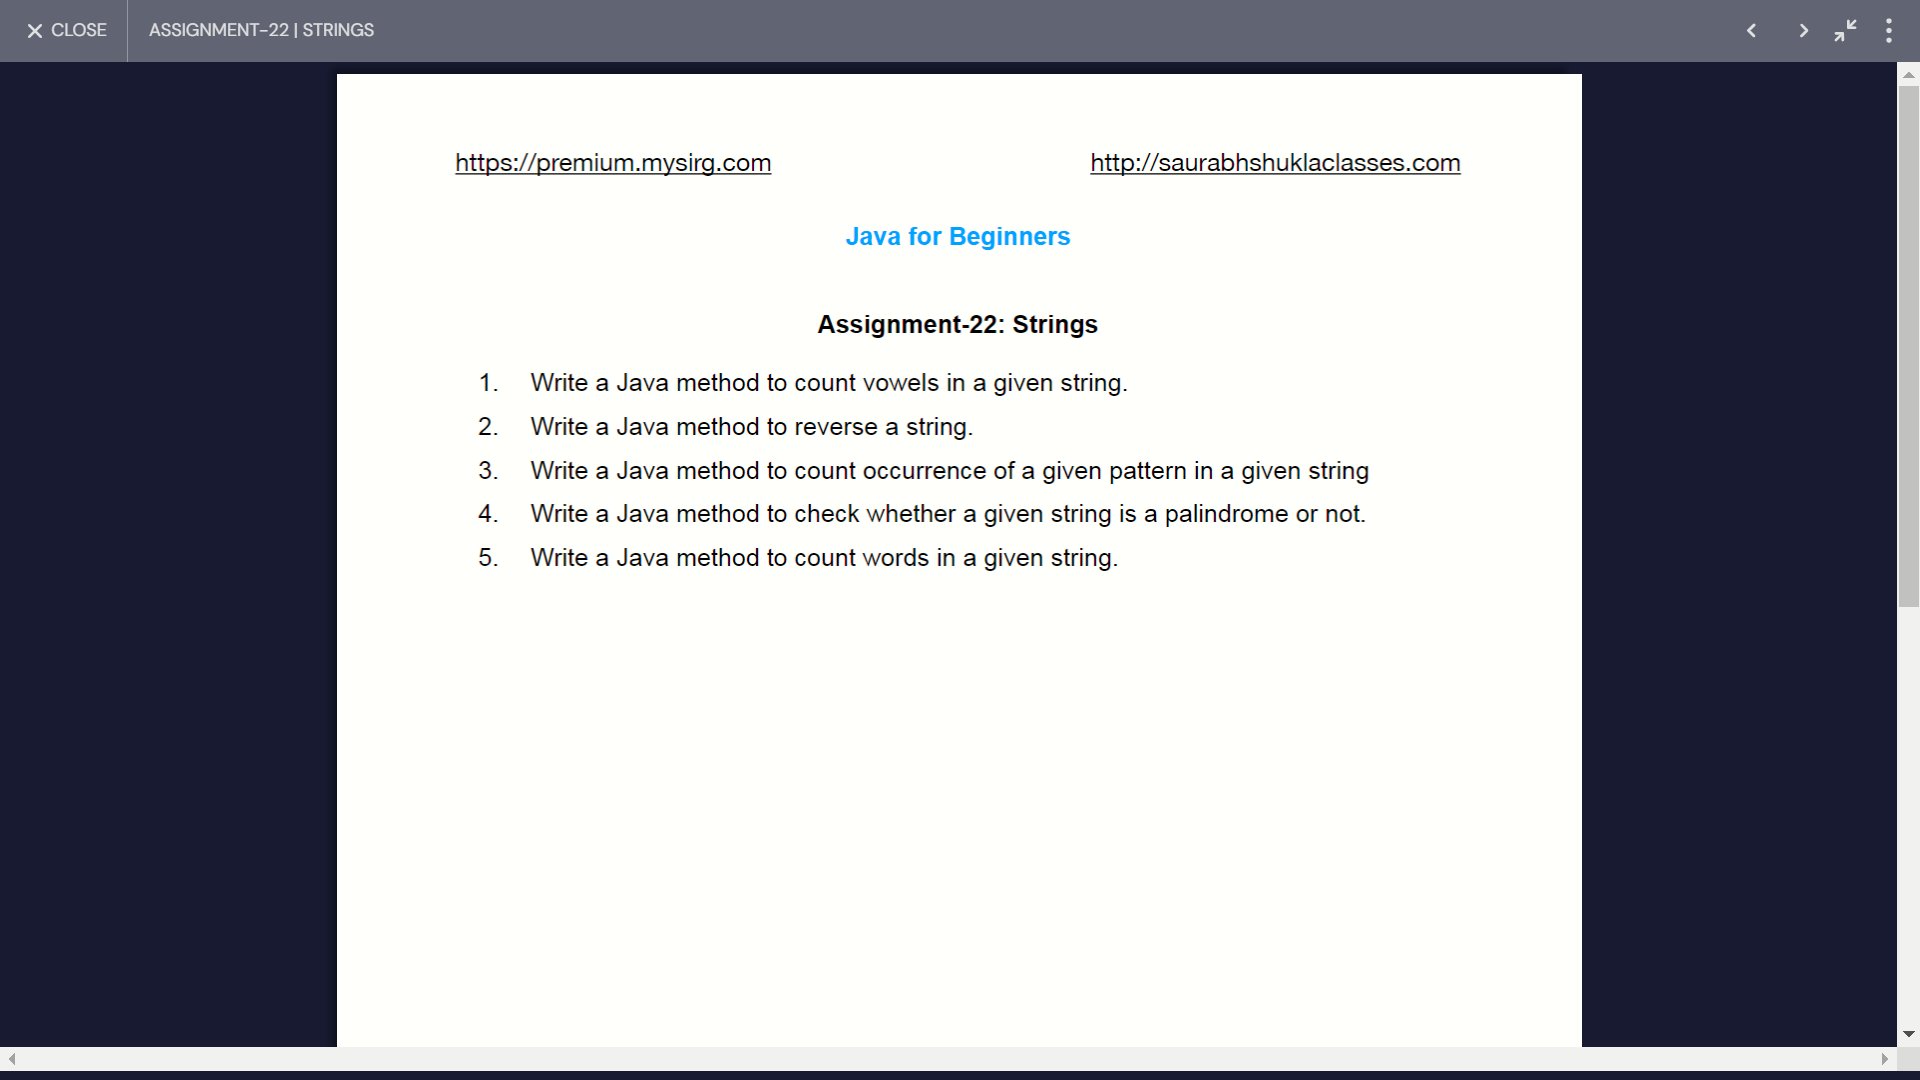 CLOSE
ASSIGNMENT-22 | STRINGS
https://premium.mysirg.com
http://saurabhshuklaclasses.com
Java for Beginners
Assignment-22: Strings
1. Write a Java method to count vowels in a given string.
2. Write a Java method to reverse a string.
3. Write a Java method to count occurrence of a given pattern in a given string
4. Write a Java method to check whether a given string is a palindrome or not.
5. Write a Java method to count words in a given string.